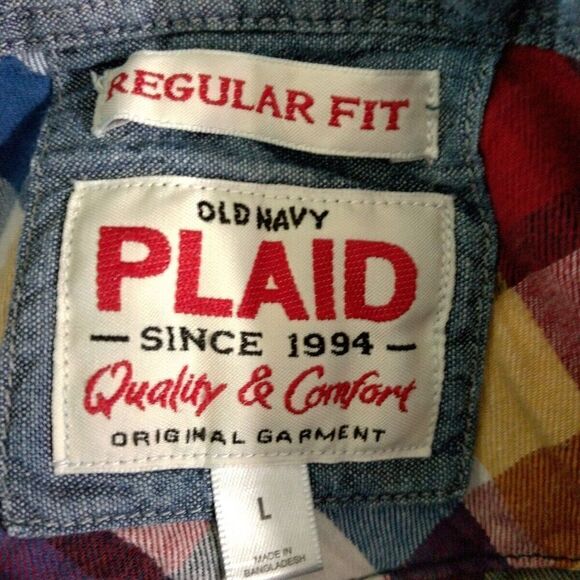 REGULAR FIT
OLD NAVY
PLAID
— SINCE 1994 —
Quality & Comfort
ORIGINAL GARMENT
L
MADE IN
BANGLADESH